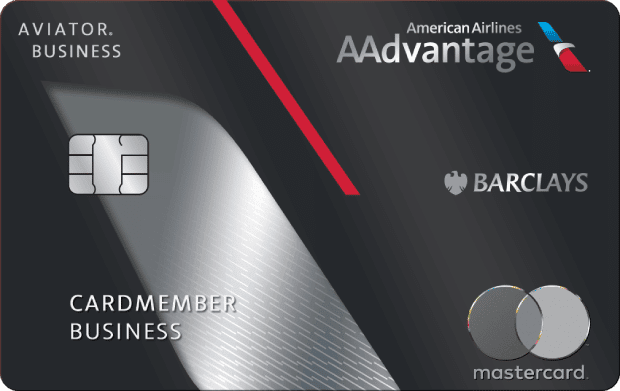 AVIATOR.
BUSINESS
American Airlines
AAdvantage
BARCLAYS
CARDMEMBER
BUSINESS
mastercard